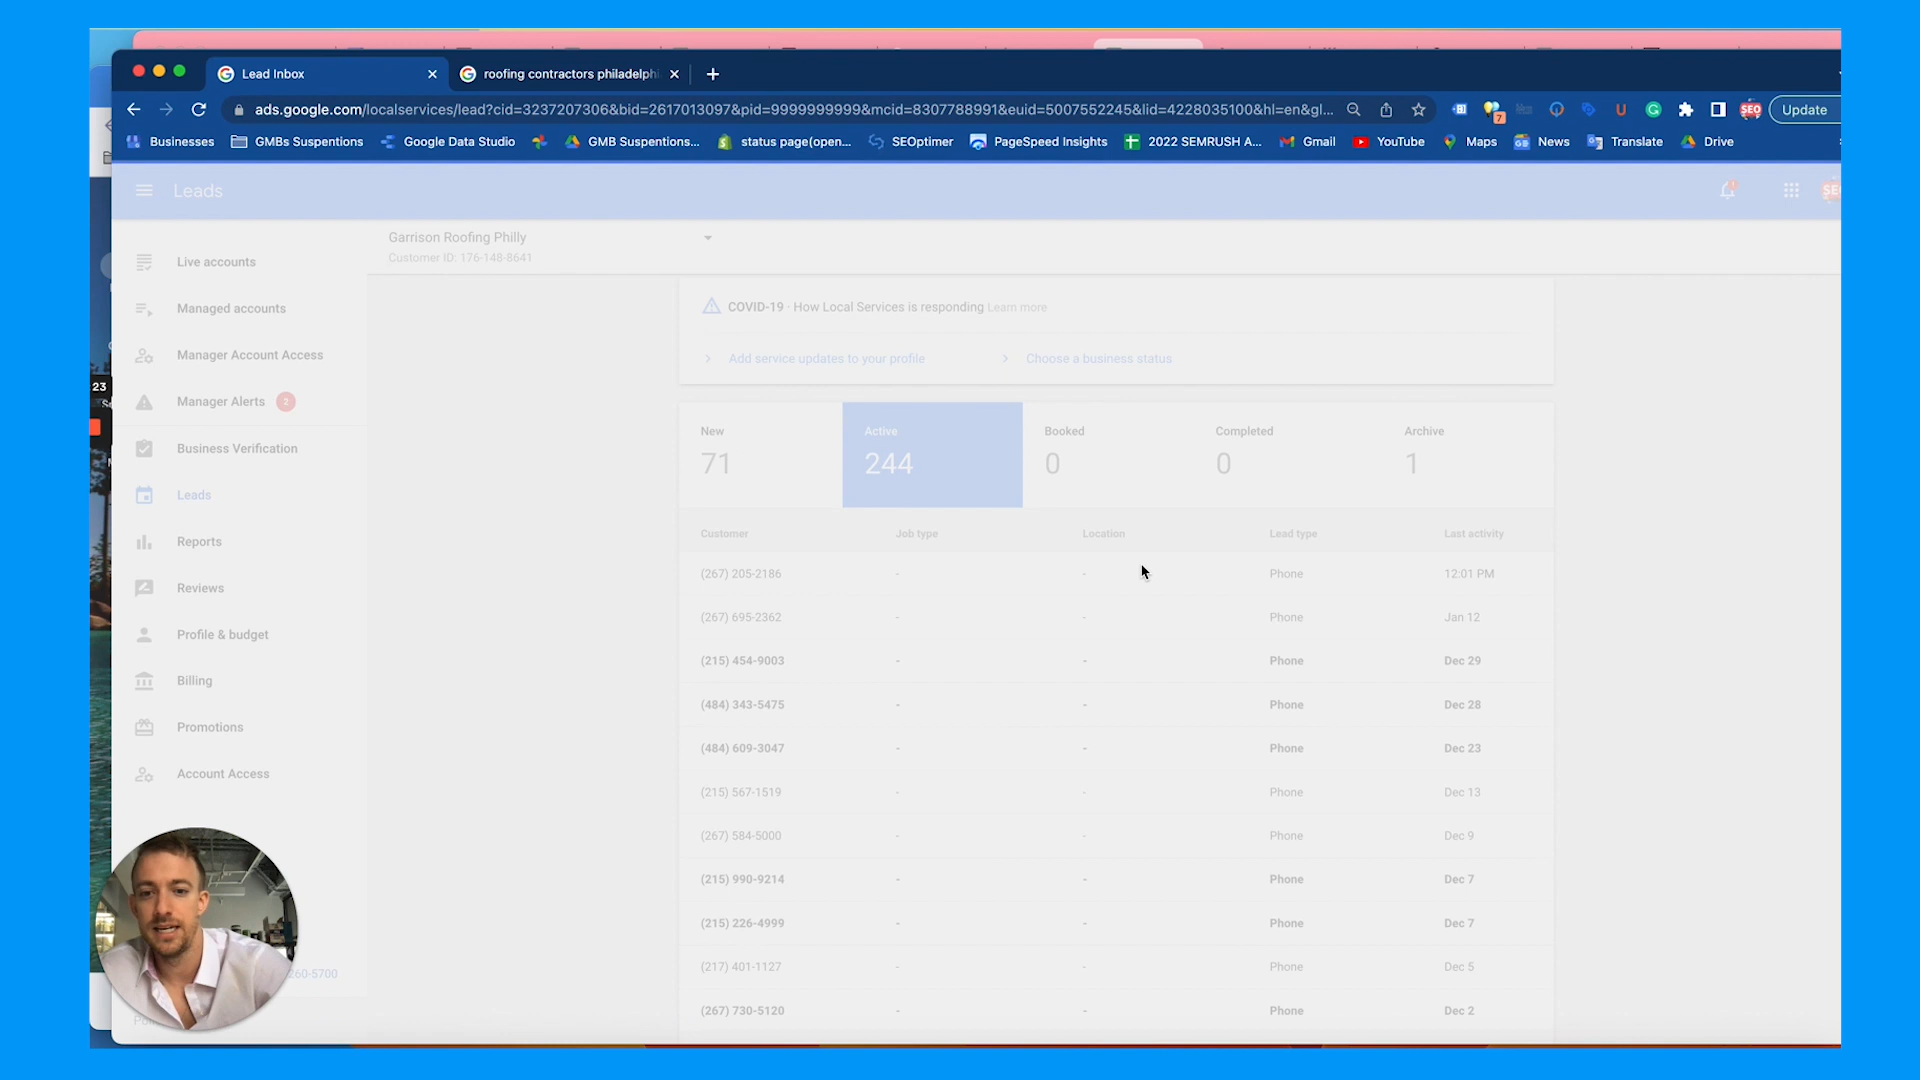 Lead Inbox
roofing contractors philadelphi
ads.google.com/localservices/lead?cid=3237207306&bid=2617013097&pid=9999999999&mcid=8307788991&euid=5007552245&lid=4228035100&hl=en&gl...
7
SEO
Update
Businesses
GMBs Suspentions
Google Data Studio
GMB Suspentions...
status page(open...
SEOptimer
PageSpeed Insights
2022 SEMRUSH A...
Gmail
YouTube
Maps
News
Translate
Drive
Leads
Garrison Roofing Philly
Customer ID: 176-148-8641
Live accounts
Managed accounts
Manager Account Access
Manager Alerts 2
Business Verification
Leads
Reports
Reviews
Profile & budget
Billing
Promotions
Account Access
23
260-5700
COVID-19 · How Local Services is responding Learn more
Add service updates to your profile
Choose a business status
New Active Booked Completed Archive
71 244 0 0 1
Customer Job type Location Lead type Last activity
(267) 205-2186 - - Phone 12:01 PM
(267) 695-2362 - - Phone Jan 12
(215) 454-9003 - - Phone Dec 29
(484) 343-5475 - - Phone Dec 28
(484) 609-3047 - - Phone Dec 23
(215) 567-1519 - - Phone Dec 13
(267) 584-5000 - - Phone Dec 9
(215) 990-9214 - - Phone Dec 7
(215) 226-4999 - - Phone Dec 7
(217) 401-1127 - - Phone Dec 5
(267) 730-5120 - - Phone Dec 2